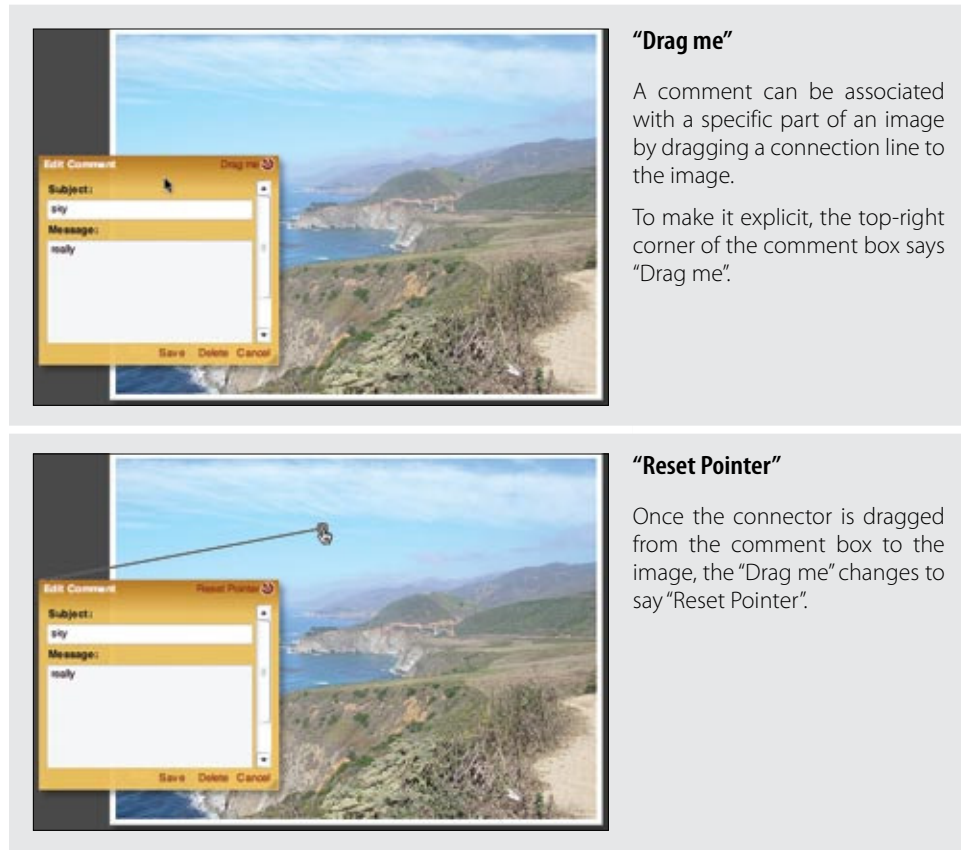 “Drag me”
A comment can be associated
with a specific part of an image
by dragging a connection line to
the image.
To make it explicit, the top-right
corner of the comment box says
“Drag me”.
Edit Comment Drag me
Subject:
sky
Message:
really
Save Delete Cancel
“Reset Pointer”
Once the connector is dragged
from the comment box to the
image, the “Drag me” changes to
say “Reset Pointer”.
Edit Comment Reset Pointer
Subject:
sky
Message:
really
Save Delete Cancel